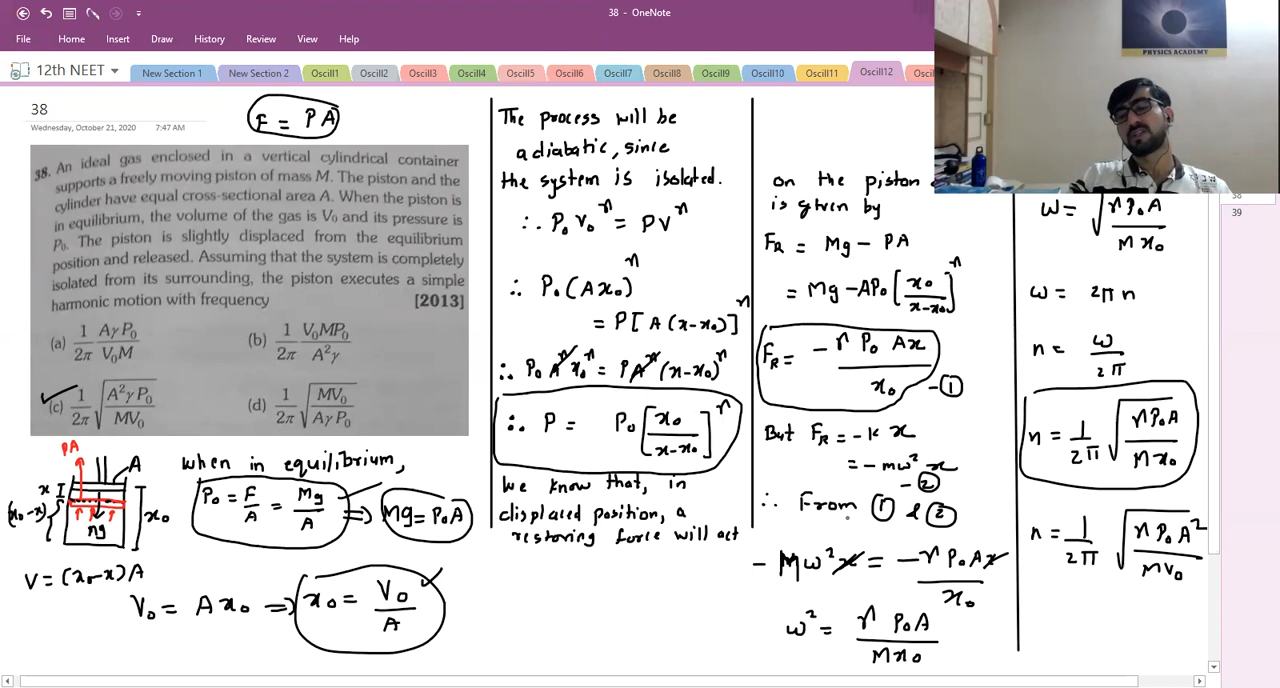 38 - OneNote
File Home Insert Draw History Review View Help
12th NEET
New Section 1 New Section 2 Oscill1 Oscill2 Oscill3 Oscill4 Oscill5 Oscill6 Oscill7 Oscill8 Oscill9 Oscill10 Oscill11 Oscill12 Oscill
PHYSICS ACADEMY
38
39
38
Wednesday, October 21, 2020 7:47 AM
F = PA
38. An ideal gas enclosed in a vertical cylindrical container
supports a freely moving piston of mass M. The piston and the
cylinder have equal cross-sectional area A. When the piston is
in equilibrium, the volume of the gas is V₀ and its pressure is
P₀. The piston is slightly displaced from the equilibrium
position and released. Assuming that the system is completely
isolated from its surrounding, the piston executes a simple
harmonic motion with frequency [2013]
(a) 1/2π AγP₀/V₀M
(b) 1/2π V₀MP₀/A²γ
(c) 1/2π √(A²γP₀/MV₀)
(d) 1/2π √(MV₀/AγP₀)
PA
A
x
(x₀-x)
x₀
mg
V = (x₀-x)A
when in equilibrium,
P₀ = F/A = Mg/A ⇒ Mg = P₀A
V₀ = Ax₀ ⇒ x₀ = V₀/A
The process will be
adiabatic, since
the system is isolated.
∴ P₀V₀^γ = PV^γ
∴ P₀(Ax₀)^γ
= P[A(x-x₀)]^γ
∴ P₀A^γx₀^γ = PA^γ(x-x₀)^γ
∴ P = P₀[x₀/(x-x₀)]^γ
We know that, in
displaced position, a
restoring force will act
on the piston
is given by
F_R = Mg - PA
= Mg - AP₀[x₀/(x-x₀)]^γ
F_R = -γP₀Ax/x₀ - ①
But F_R = -Kx
= -mω²x
- ②
∴ From ① & ②
-Mω²x = -γP₀Ax/x₀
ω² = γP₀A/Mx₀
ω = √(γP₀A/Mx₀)
ω = 2πn
n = ω/2π
n = 1/2π √(γP₀A/Mx₀)
n = 1/2π √(γP₀A²/MV₀)